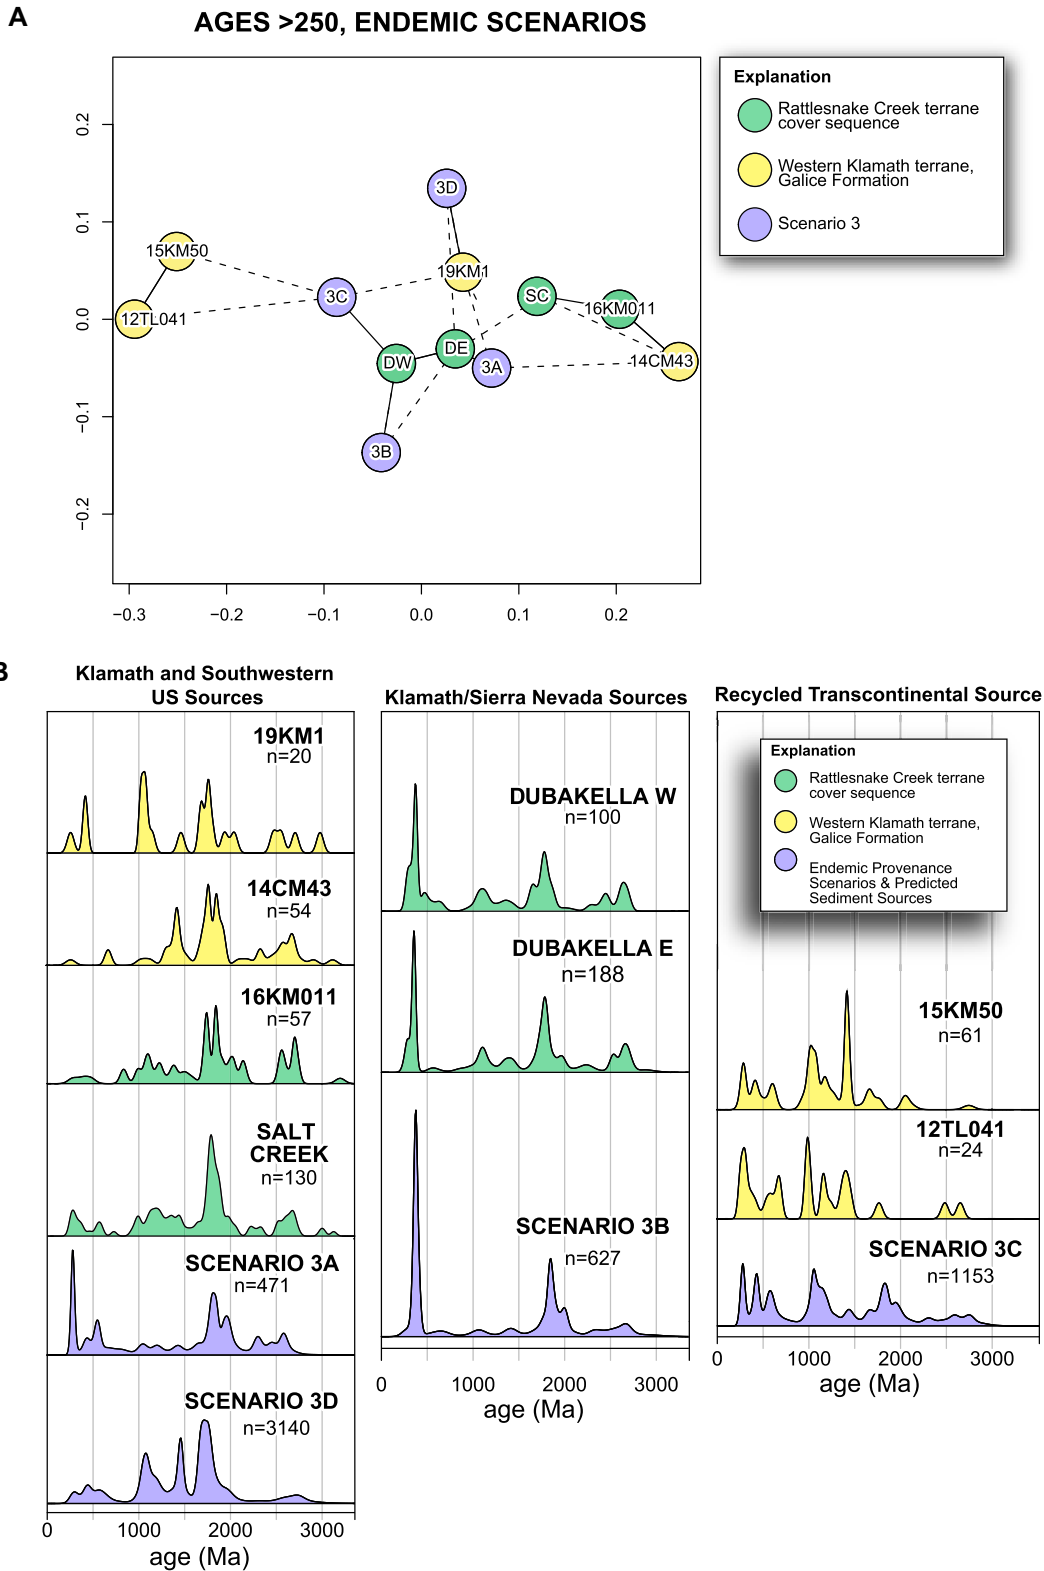 A
AGES >250, ENDEMIC SCENARIOS
Explanation
Rattlesnake Creek terrane
cover sequence
Western Klamath terrane,
Galice Formation
Scenario 3
0.2
0.1
0.0
−0.1
−0.2
3D
15KM50
19KM1
3C
SC
16KM011
12TL041
DE
DW
3A
14CM43
3B
−0.3
−0.2
−0.1
0.0
0.1
0.2
B
Klamath and Southwestern
US Sources
19KM1
n=20
14CM43
n=54
16KM011
n=57
SALT
CREEK
n=130
SCENARIO 3A
n=471
SCENARIO 3D
n=3140
0
1000
2000
3000
age (Ma)
Klamath/Sierra Nevada Sources
DUBAKELLA W
n=100
DUBAKELLA E
n=188
SCENARIO 3B
n=627
0
1000
2000
3000
age (Ma)
Recycled Transcontinental Source
Explanation
Rattlesnake Creek terrane
cover sequence
Western Klamath terrane,
Galice Formation
Endemic Provenance
Scenarios & Predicted
Sediment Sources
15KM50
n=61
12TL041
n=24
SCENARIO 3C
n=1153
0
1000
2000
3000
age (Ma)